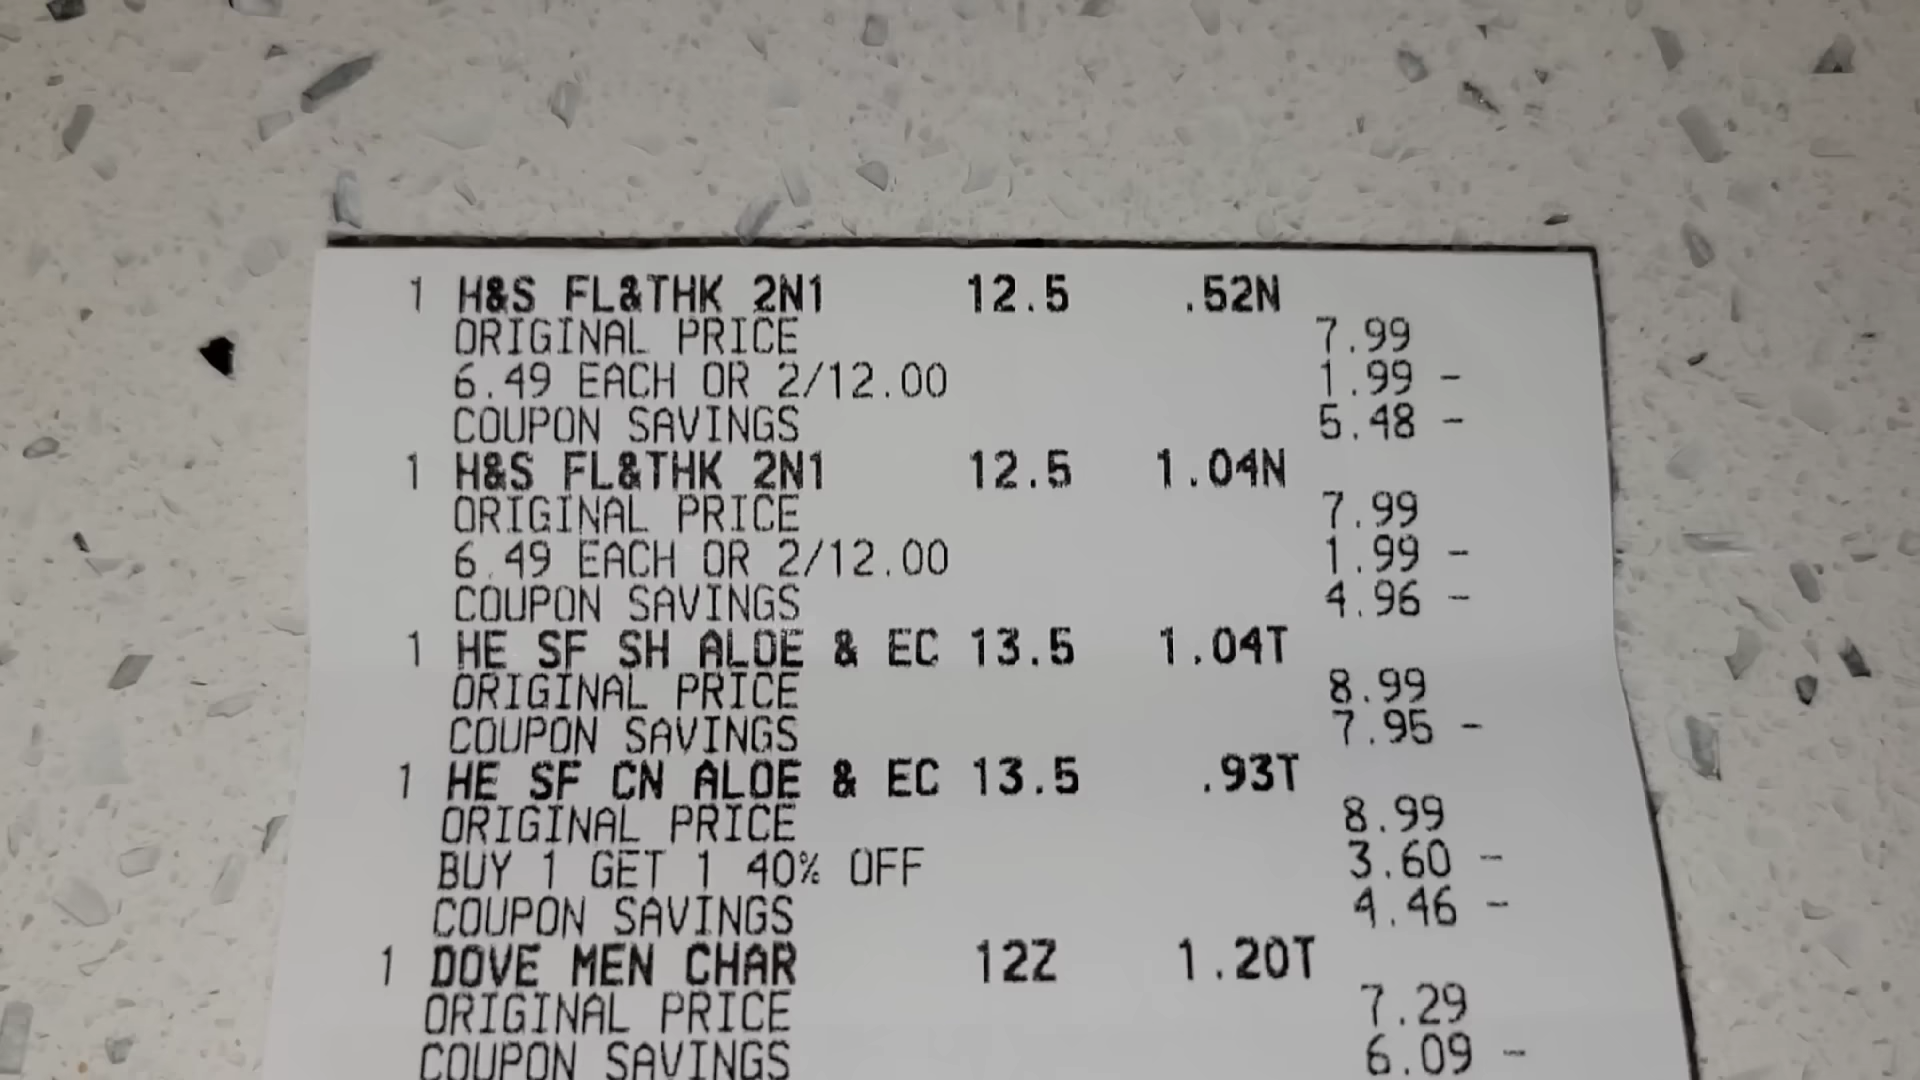 1 H&S FL&THK 2N1 12.5 .52N
ORIGINAL PRICE 7.99
6.49 EACH OR 2/12.00 1.99 -
COUPON SAVINGS 5.48 -
1 H&S FL&THK 2N1 12.5 1.04N
ORIGINAL PRICE 7.99
6.49 EACH OR 2/12.00 1.99 -
COUPON SAVINGS 4.96 -
1 HE SF SH ALOE & EC 13.5 1.04T
ORIGINAL PRICE 8.99
COUPON SAVINGS 7.95 -
1 HE SF CN ALOE & EC 13.5 .93T
ORIGINAL PRICE 8.99
BUY 1 GET 1 40% OFF 3.60 -
COUPON SAVINGS 4.46 -
1 DOVE MEN CHAR 12Z 1.20T
ORIGINAL PRICE 7.29
COUPON SAVINGS 6.09 -